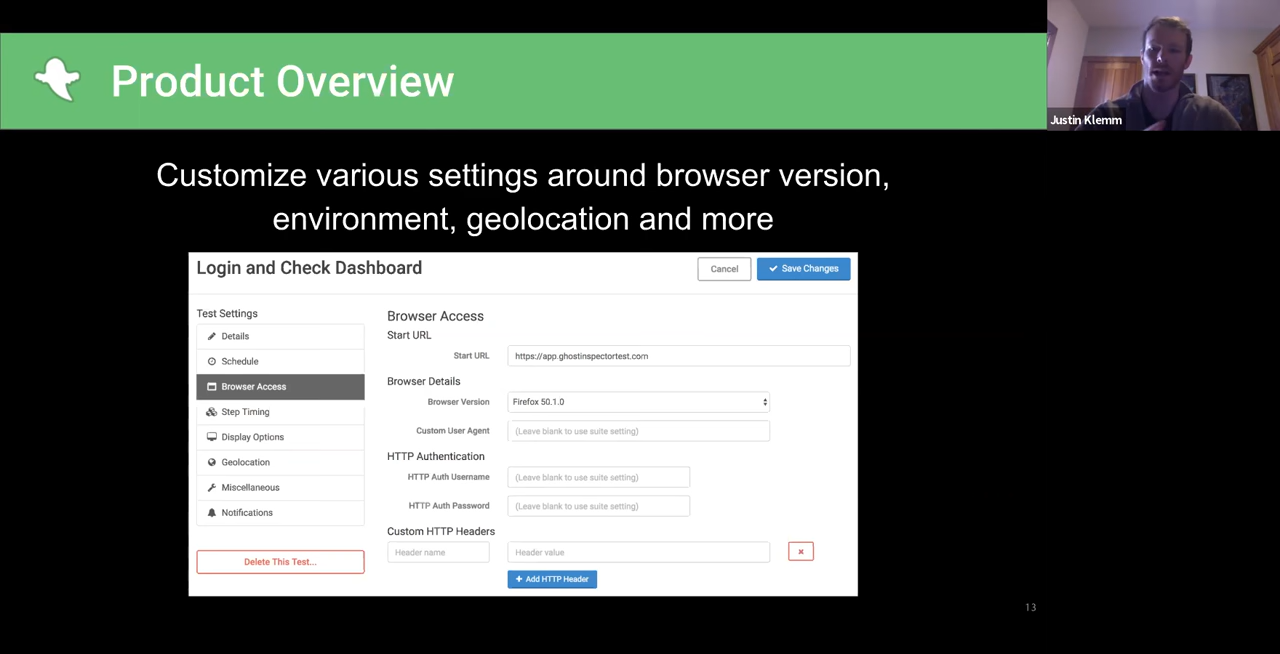 Product Overview
Justin Klemm
Customize various settings around browser version,
environment, geolocation and more
Login and Check Dashboard
Cancel
Save Changes
Test Settings
Details
Schedule
Browser Access
Step Timing
Display Options
Geolocation
Miscellaneous
Notifications
Delete This Test...
Browser Access
Start URL
Start URL https://app.ghostinspectortest.com
Browser Details
Browser Version Firefox 50.1.0
Custom User Agent (Leave blank to use suite setting)
HTTP Authentication
HTTP Auth Username (Leave blank to use suite setting)
HTTP Auth Password (Leave blank to use suite setting)
Custom HTTP Headers
Header name Header value
Add HTTP Header
13